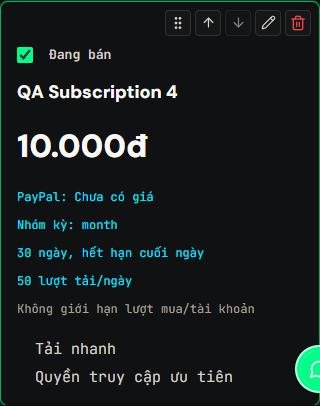 Đang bán
QA Subscription 4
10.000đ
PayPal: Chưa có giá
Nhóm kỳ: month
30 ngày, hết hạn cuối ngày
50 lượt tải/ngày
Không giới hạn lượt mua/tài khoản
Tải nhanh
Quyền truy cập ưu tiên